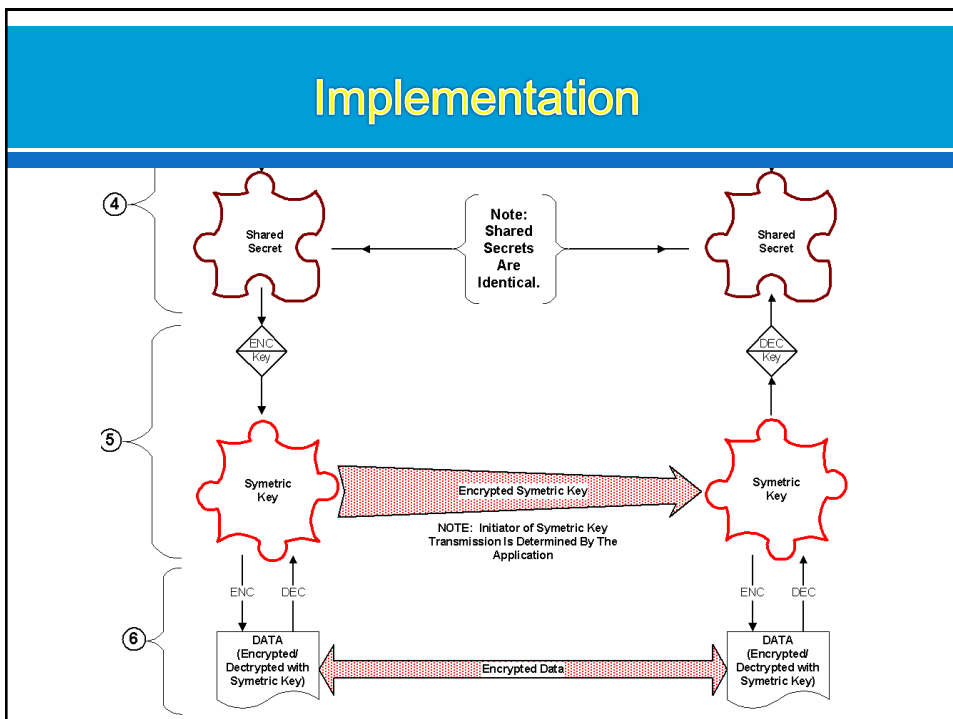 Implementation
4
Shared
Secret
Note:
Shared
Secrets
Are
Identical.
Shared
Secret
ENC
Key
DEC
Key
5
Symetric
Key
Encrypted Symetric Key
NOTE: Initiator of Symetric Key
Transmission Is Determined By The
Application
Symetric
Key
ENC
DEC
ENC
DEC
6
DATA
(Encrypted/
Dectrypted with
Symetric Key)
Encrypted Data
DATA
(Encrypted/
Dectrypted with
Symetric Key)